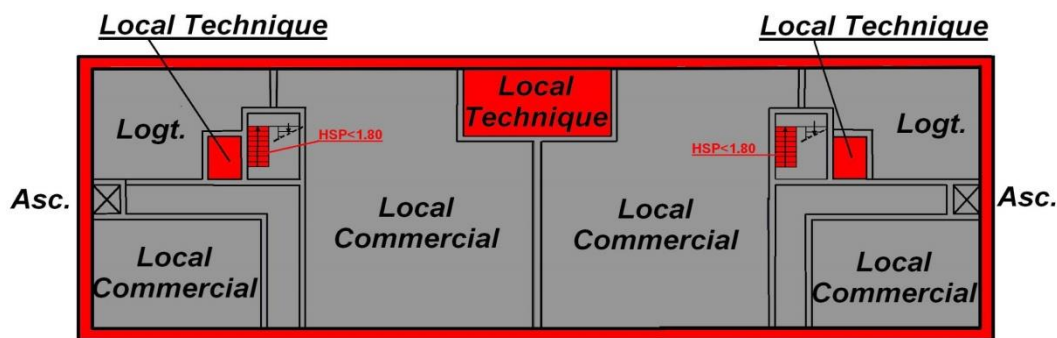 Local Technique
Local Technique
Local
Technique
Logt.
HSP<1.80
HSP<1.80
Logt.
Asc.
Asc.
Local
Commercial
Local
Commercial
Local
Commercial
Local
Commercial